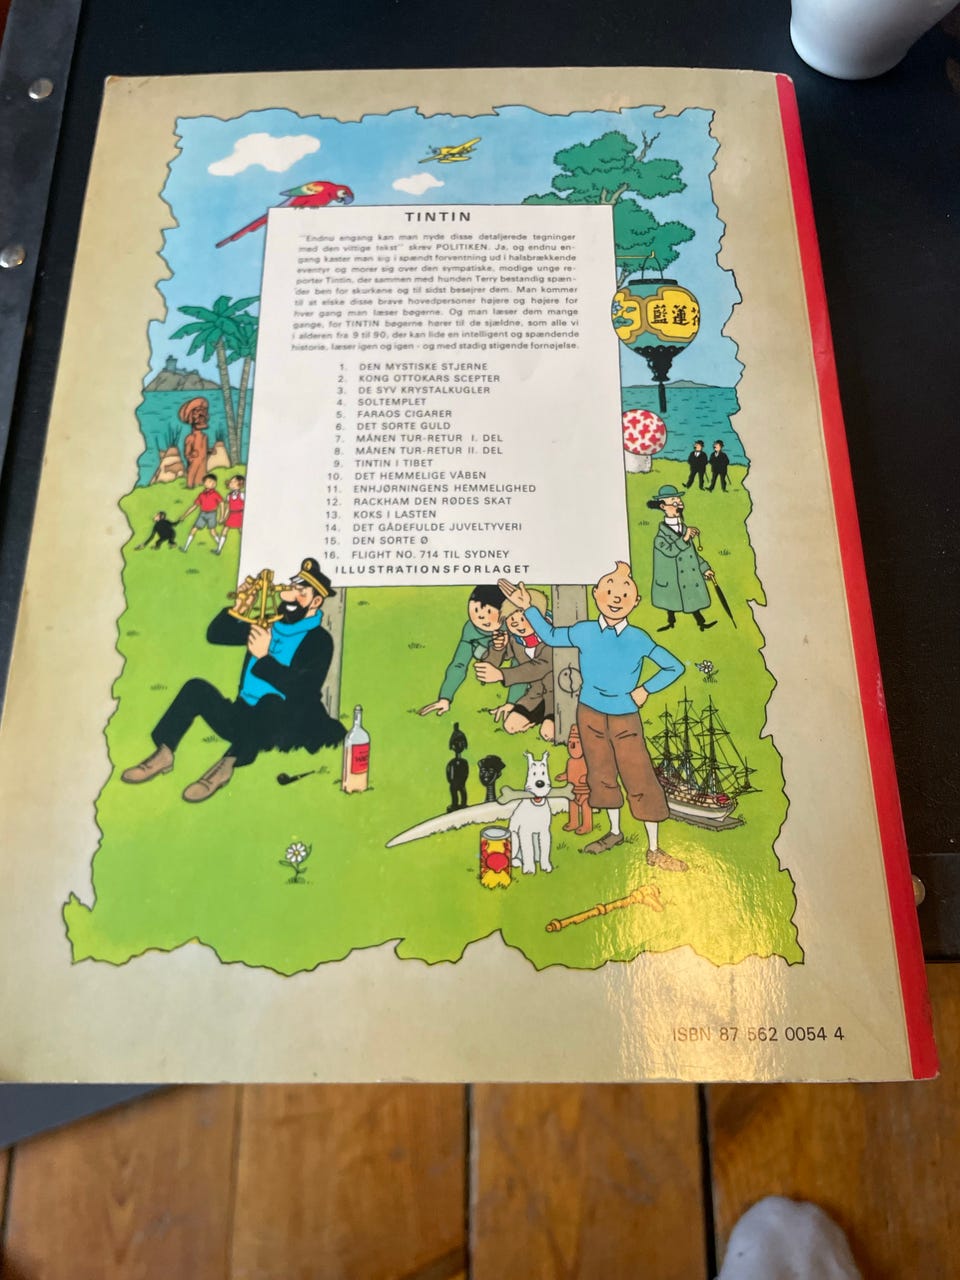 TINTIN
"Endnu engang kan man nyde disse detaljerede tegninger
med den vittige tekst" skrev POLITIKEN. Ja, og endnu en-
gang kaster man sig i spændt forventning ud i halsbrækkende
eventyr og morer sig over den sympatiske, modige unge re-
porter Tintin, der sammen med hunden Terry bestandig spæn-
der ben for skurkene og til sidst besejrer dem. Man kommer
til at elske disse brave hovedpersoner højere og højere for
hver gang man læser bøgerne. Og man læser dem mange
gange, for TINTIN bøgerne hører til de sjældne, som alle vi
i alderen fra 9 til 90, der kan lide en intelligent og spændende
historie, læser igen og igen - og med stadig stigende fornøjelse.
1. DEN MYSTISKE STJERNE
2. KONG OTTOKARS SCEPTER
3. DE SYV KRYSTALKUGLER
4. SOLTEMPLET
5. FARAOS CIGARER
6. DET SORTE GULD
7. MÅNEN TUR-RETUR I. DEL
8. MÅNEN TUR-RETUR II. DEL
9. TINTIN I TIBET
10. DET HEMMELIGE VÅBEN
11. ENHJØRNINGENS HEMMELIGHED
12. RACKHAM DEN RØDES SKAT
13. KOKS I LASTEN
14. DET GÅDEFULDE JUVELTYVERI
15. DEN SORTE Ø
16. FLIGHT NO. 714 TIL SYDNEY
ILLUSTRATIONSFORLAGET
藍蓮花
ISBN 87 562 0054 4